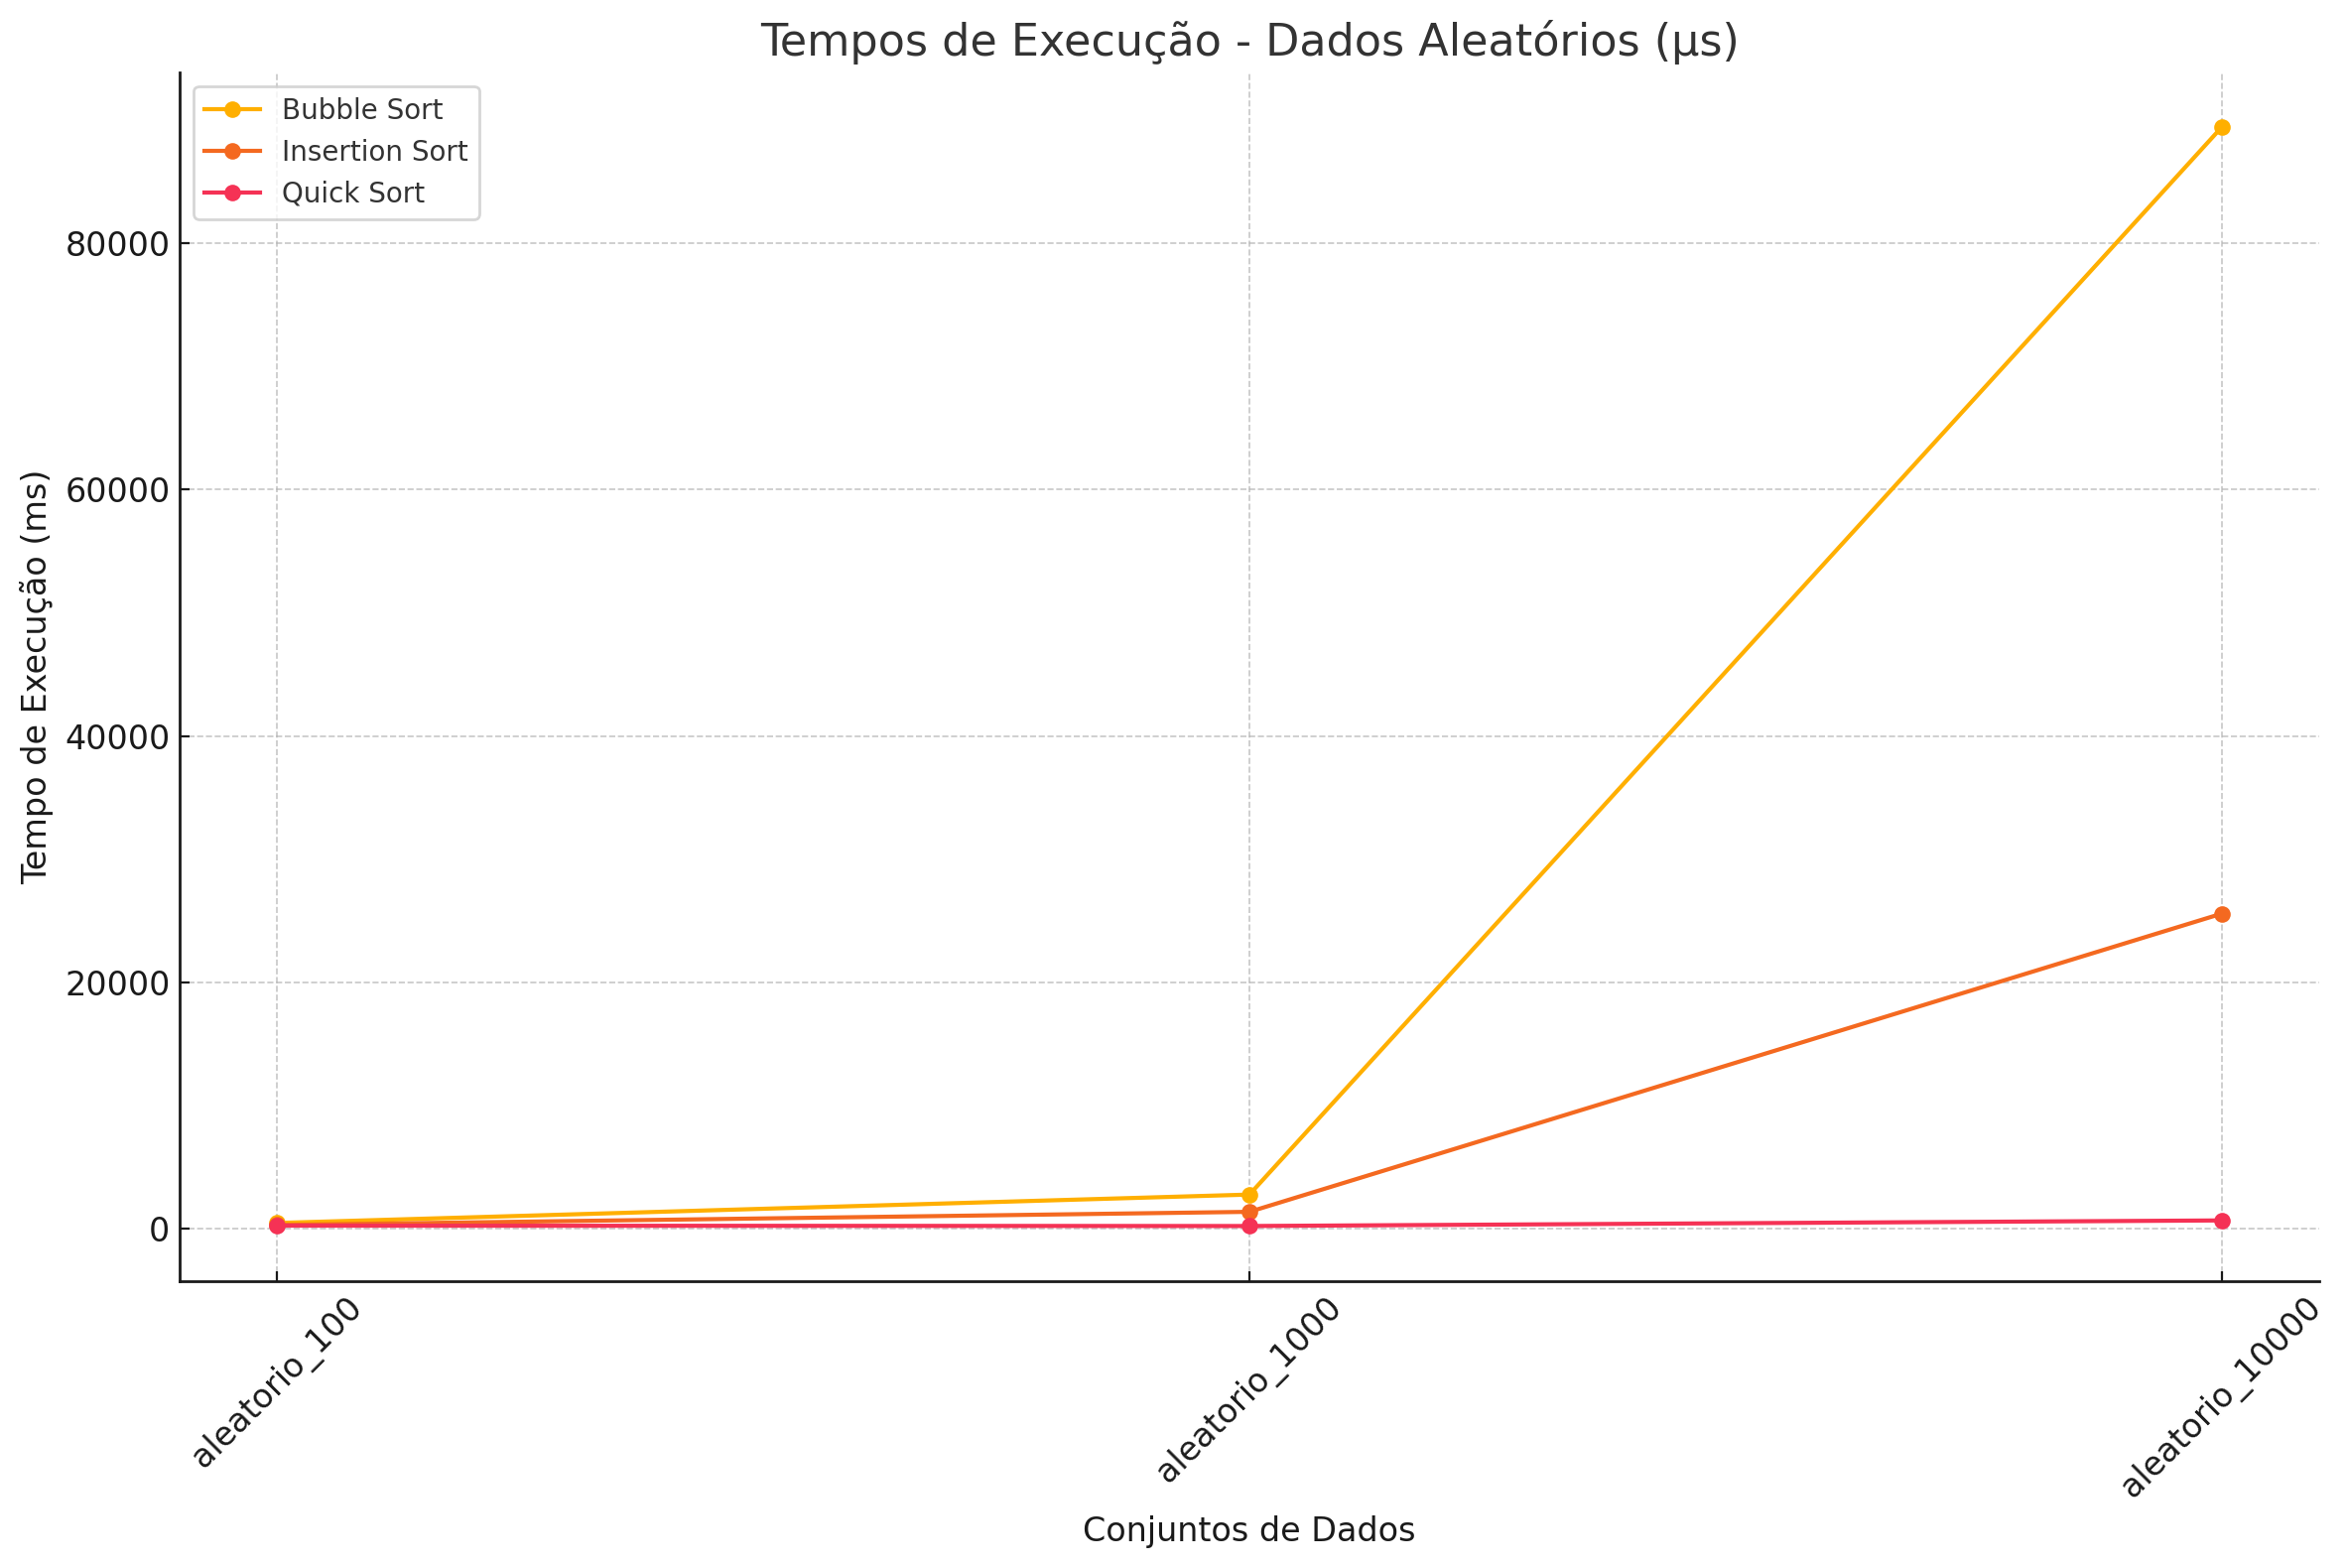 Tempos de Execução - Dados Aleatórios (μs)
Bubble Sort
Insertion Sort
Quick Sort
80000
60000
40000
20000
0
Tempo de Execução (ms)
aleatorio_100
aleatorio_1000
aleatorio_10000
Conjuntos de Dados